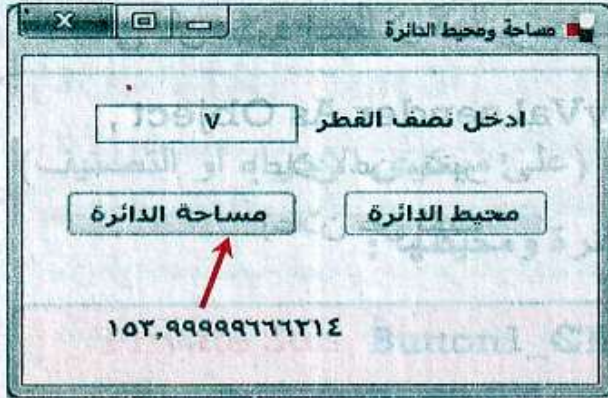 مساحة ومحيط الدائرة
ادخل نصف القطر ٧
محيط الدائرة مساحة الدائرة
١٥٣,٩٩٩٩٩٦٦٦٢١٤